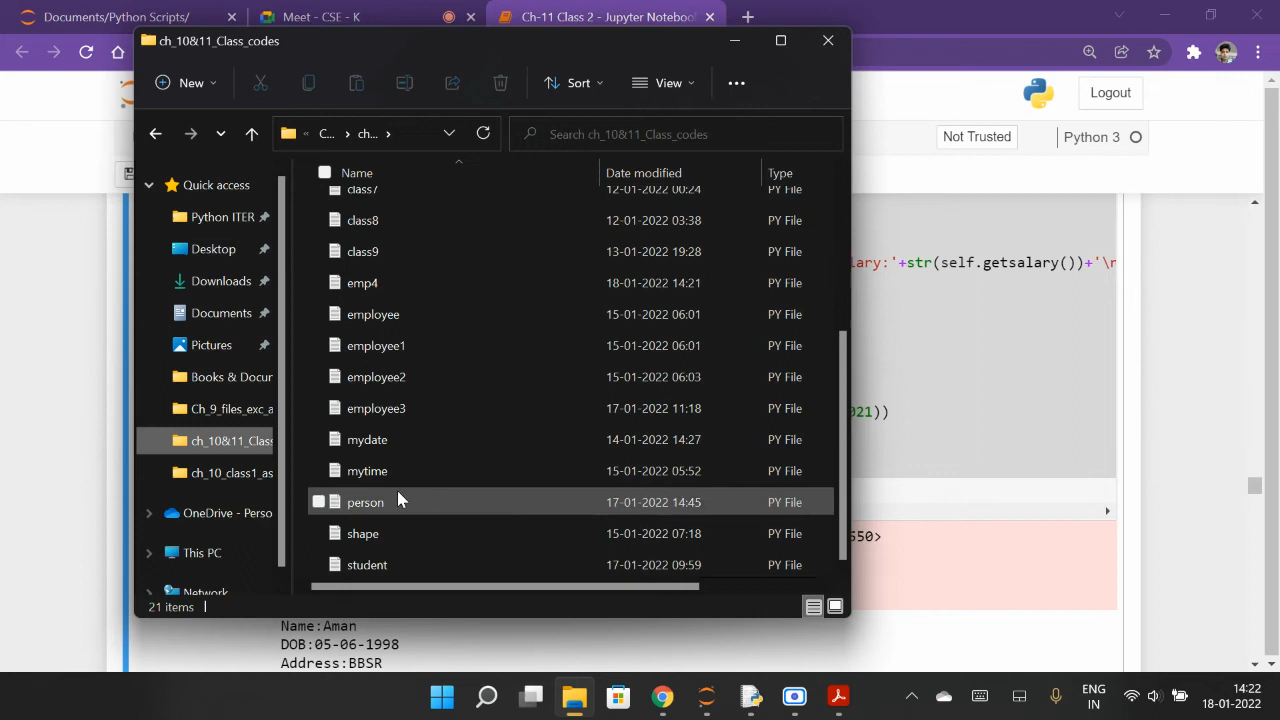 Documents/Python Scripts/
Meet - CSE - K
Ch-11 Class 2 - Jupyter Notebook
ch_10&11_Class_codes
New
Sort
View
Logout
« C... › ch... ›
Search ch_10&11_Class_codes
Not Trusted
Python 3
Name
Date modified
Type
class7 12-01-2022 00:24 PY File
Quick access
Python ITER
class8 12-01-2022 03:38 PY File
Desktop
class9 13-01-2022 19:28 PY File
lary:'+str(self.getsalary())+'\n
Downloads
emp4 18-01-2022 14:21 PY File
Documents
employee 15-01-2022 06:01 PY File
Pictures
employee1 15-01-2022 06:01 PY File
Books & Docur
employee2 15-01-2022 06:03 PY File
Ch_9_files_exc_a
employee3 17-01-2022 11:18 PY File
021))
ch_10&11_Class
mydate 14-01-2022 14:27 PY File
ch_10_class1_as
mytime 15-01-2022 05:52 PY File
OneDrive - Perso
person 17-01-2022 14:45 PY File
This PC
shape 15-01-2022 07:18 PY File
550>
Network
student 17-01-2022 09:59 PY File
21 items
Name:Aman
DOB:05-06-1998
Address:BBSR
ENG
IN
14:22
18-01-2022